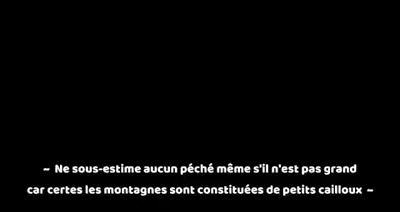 ~ Ne sous-estime aucun péché même s'il n'est pas grand
car certes les montagnes sont constituées de petits cailloux ~